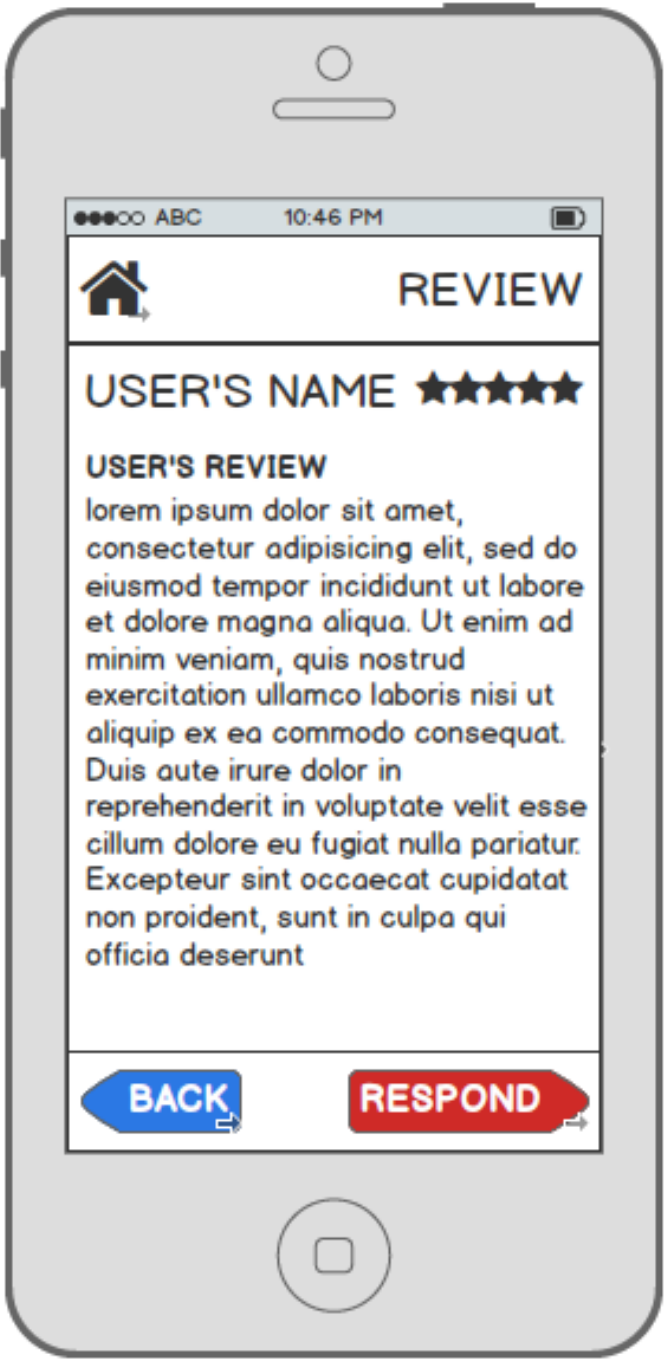 ABC 10:46 PM
REVIEW
USER'S NAME
USER'S REVIEW
lorem ipsum dolor sit amet,
consectetur adipisicing elit, sed do
eiusmod tempor incididunt ut labore
et dolore magna aliqua. Ut enim ad
minim veniam, quis nostrud
exercitation ullamco laboris nisi ut
aliquip ex ea commodo consequat.
Duis aute irure dolor in
reprehenderit in voluptate velit esse
cillum dolore eu fugiat nulla pariatur.
Excepteur sint occaecat cupidatat
non proident, sunt in culpa qui
officia deserunt
BACK RESPOND